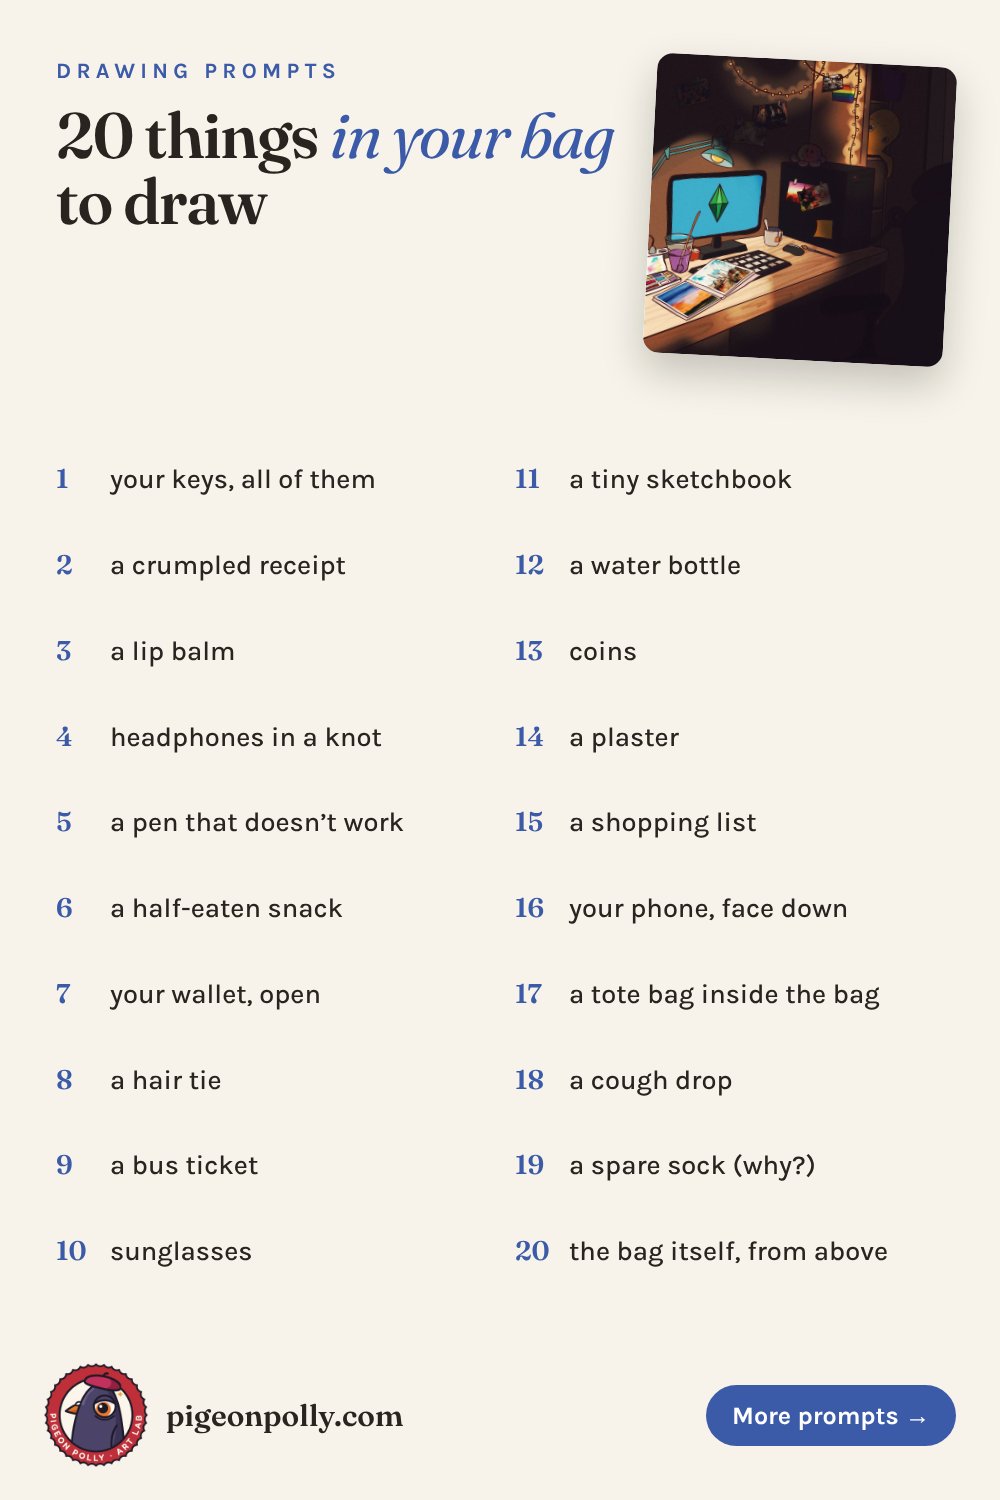 DRAWING PROMPTS
20 things in your bag
to draw
1 your keys, all of them
2 a crumpled receipt
3 a lip balm
4 headphones in a knot
5 a pen that doesn’t work
6 a half-eaten snack
7 your wallet, open
8 a hair tie
9 a bus ticket
10 sunglasses
11 a tiny sketchbook
12 a water bottle
13 coins
14 a plaster
15 a shopping list
16 your phone, face down
17 a tote bag inside the bag
18 a cough drop
19 a spare sock (why?)
20 the bag itself, from above
PIGEON POLLY · ART LAB
pigeonpolly.com
More prompts →